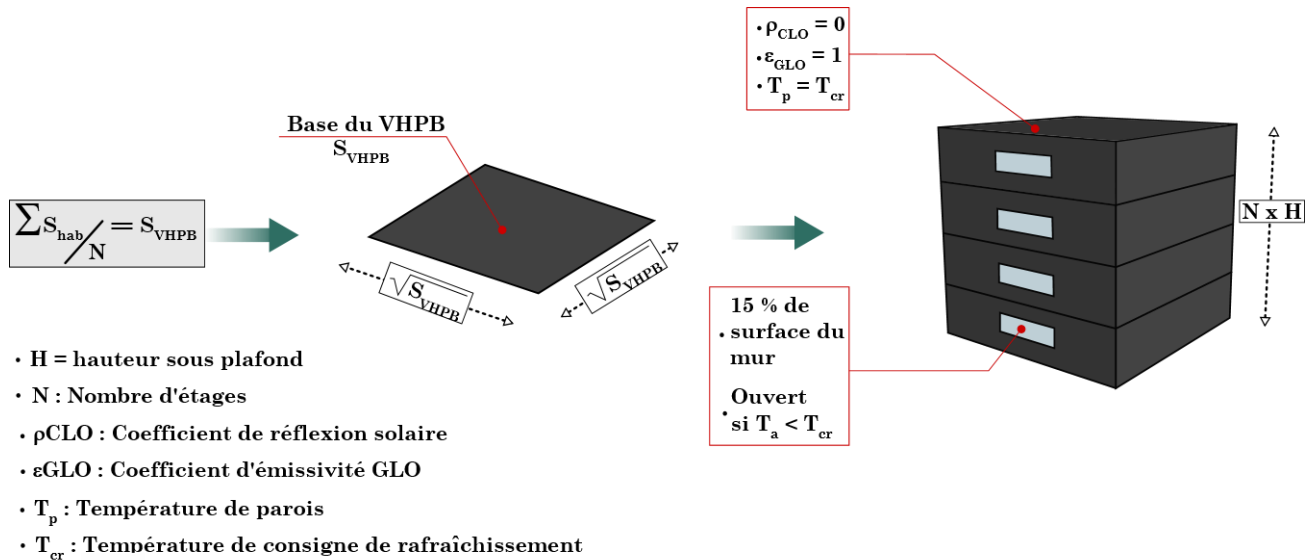 • ρCLO = 0
• εGLO = 1
• Tp = Tcr
Base du VHPB
SVHPB
∑Shab/N = SVHPB
√SVHPB
√SVHPB
N x H
• 15 % de
surface du
mur
• Ouvert
si Ta < Tcr
• H = hauteur sous plafond
• N : Nombre d'étages
• ρCLO : Coefficient de réflexion solaire
• εGLO : Coefficient d'émissivité GLO
• Tp : Température de parois
• Tcr : Température de consigne de rafraîchissement